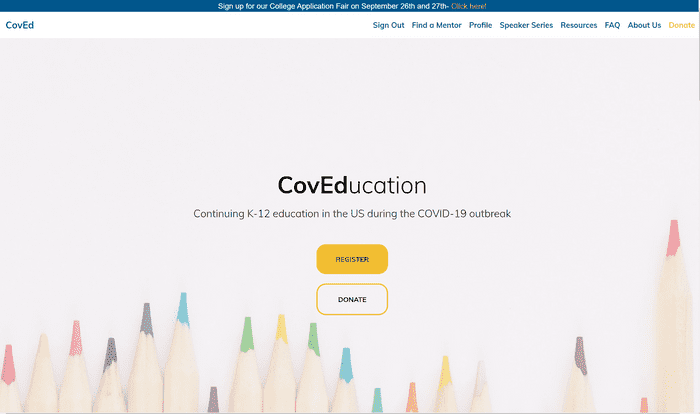 Sign up for our College Application Fair on September 26th and 27th- Click here!
CovEd Sign Out Find a Mentor Profile Speaker Series Resources FAQ About Us Donate
CovEducation
Continuing K-12 education in the US during the COVID-19 outbreak
REGISTER
DONATE